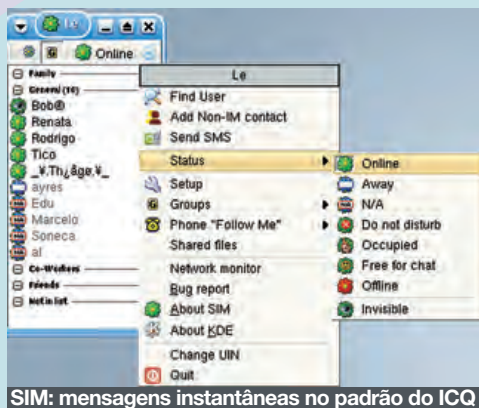 Le
G Online
Family
General (10)
Bob®
Renata
Rodrigo
Tico
_¥.Th¿âgø.¥_
ayres
Edu
Marcelo
Soneca
al
Co-Workers
Friends
Not in list
Le
Find User
Add Non-IM contact
Send SMS
Status
Setup
Groups
Phone "Follow Me"
Shared files
Network monitor
Bug report
About SIM
About KDE
Change UIN
Quit
Online
Away
N/A
Do not disturb
Occupied
Free for chat
Offline
Invisible
SIM: mensagens instantâneas no padrão do ICQ